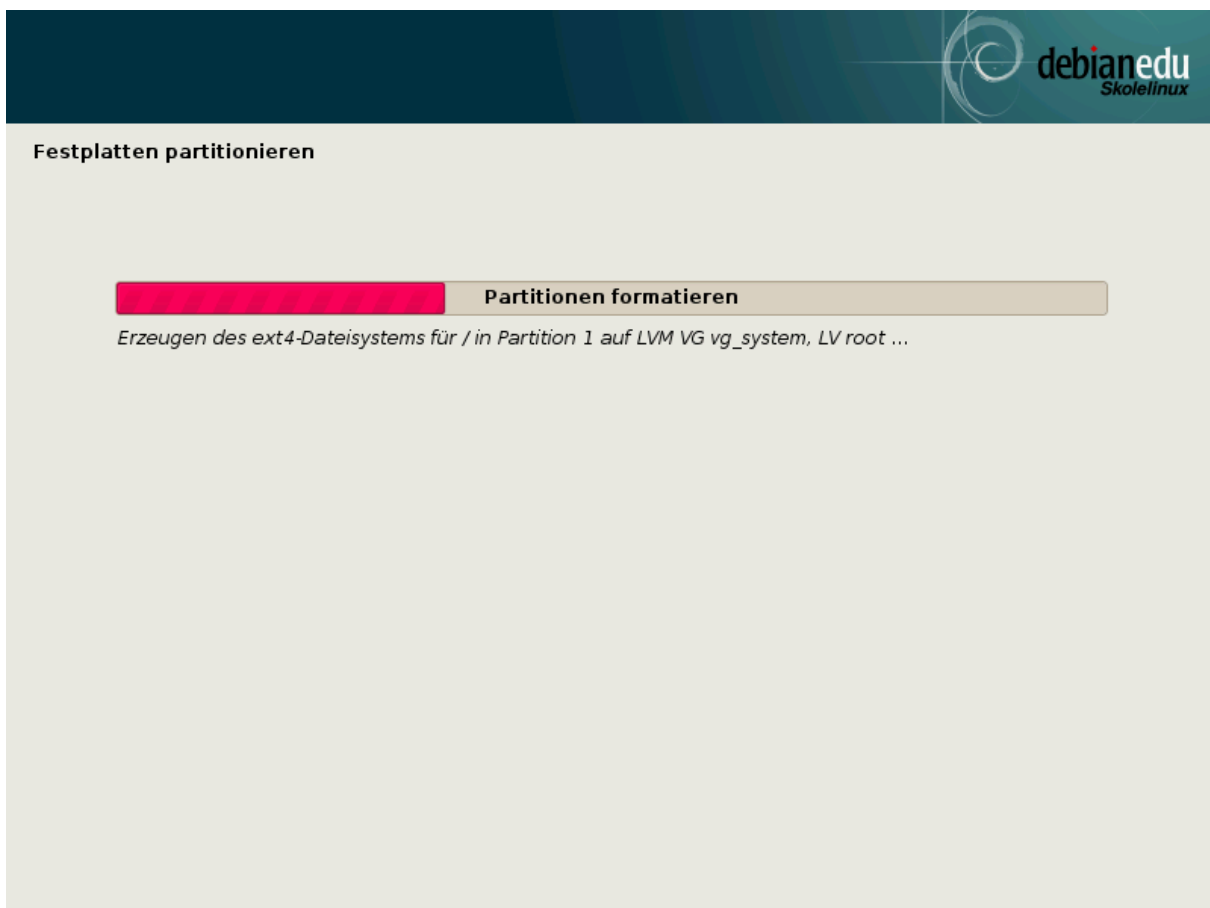 debianedu
Skolelinux
Festplatten partitionieren
Partitionen formatieren
Erzeugen des ext4-Dateisystems für / in Partition 1 auf LVM VG vg_system, LV root ...